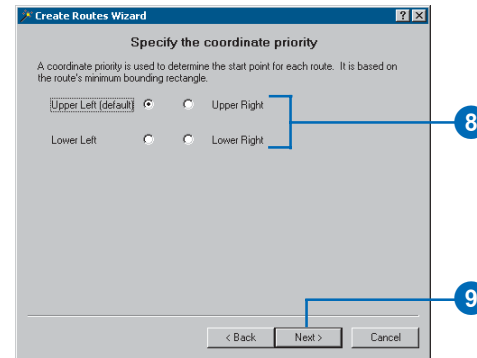 Create Routes Wizard
Specify the coordinate priority
A coordinate priority is used to determine the start point for each route. It is based on
the route's minimum bounding rectangle.
Upper Left (default) Upper Right
8
Lower Left Lower Right
9
< Back Next > Cancel